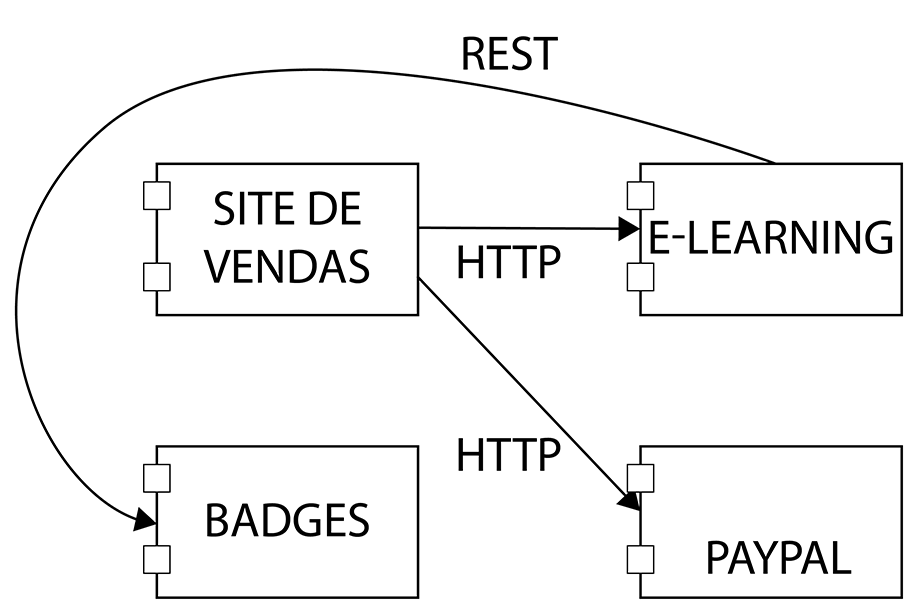 REST
SITE DE
VENDAS
HTTP
E-LEARNING
HTTP
BADGES
PAYPAL